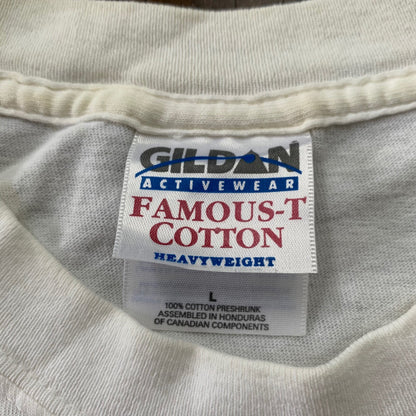 GILDAN
ACTIVEWEAR
FAMOUS-T
COTTON
HEAVYWEIGHT
L
100% COTTON PRESHRUNK
ASSEMBLED IN HONDURAS
OF CANADIAN COMPONENTS